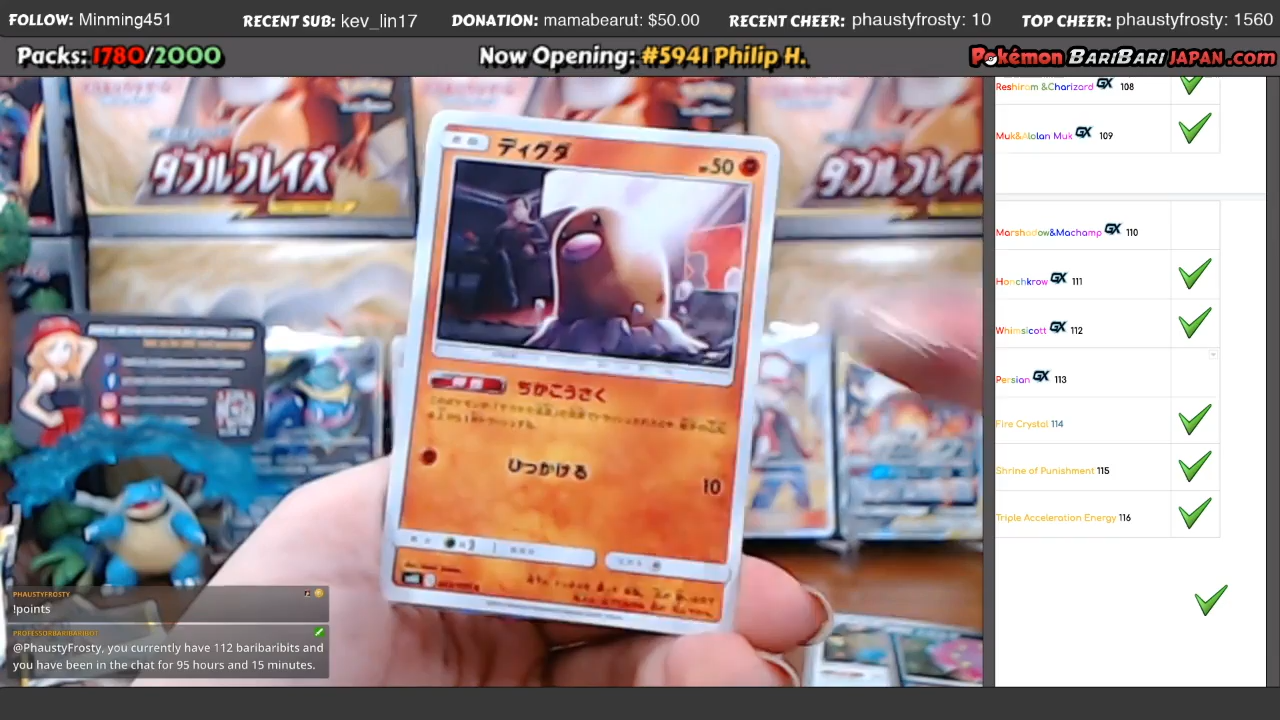 FOLLOW: Minming451
RECENT SUB: kev_lin17
DONATION: mamabearut: $50.00
RECENT CHEER: phaustyfrosty: 10
TOP CHEER: phaustyfrosty: 1560
Packs: 1780/2000
Now Opening: #5941 Philip H.
Pokémon BARIBARI JAPAN.com
Reshiram &Charizard GX 108
Muk&Alolan Muk GX 109
Marshadow&Machamp GX 110
Honchkrow GX 111
Whimsicott GX 112
Persian GX 113
Fire Crystal 114
Shrine of Punishment 115
Triple Acceleration Energy 116
ダブルブレイズ
ダブルブレイズ
ディグダ
HP 50
ちかこうさく
ひっかける
10
PHAUSTYFROSTY
!points
PROFESSORBARIBARIBOT
@PhaustyFrosty, you currently have 112 baribaribits and
you have been in the chat for 95 hours and 15 minutes.